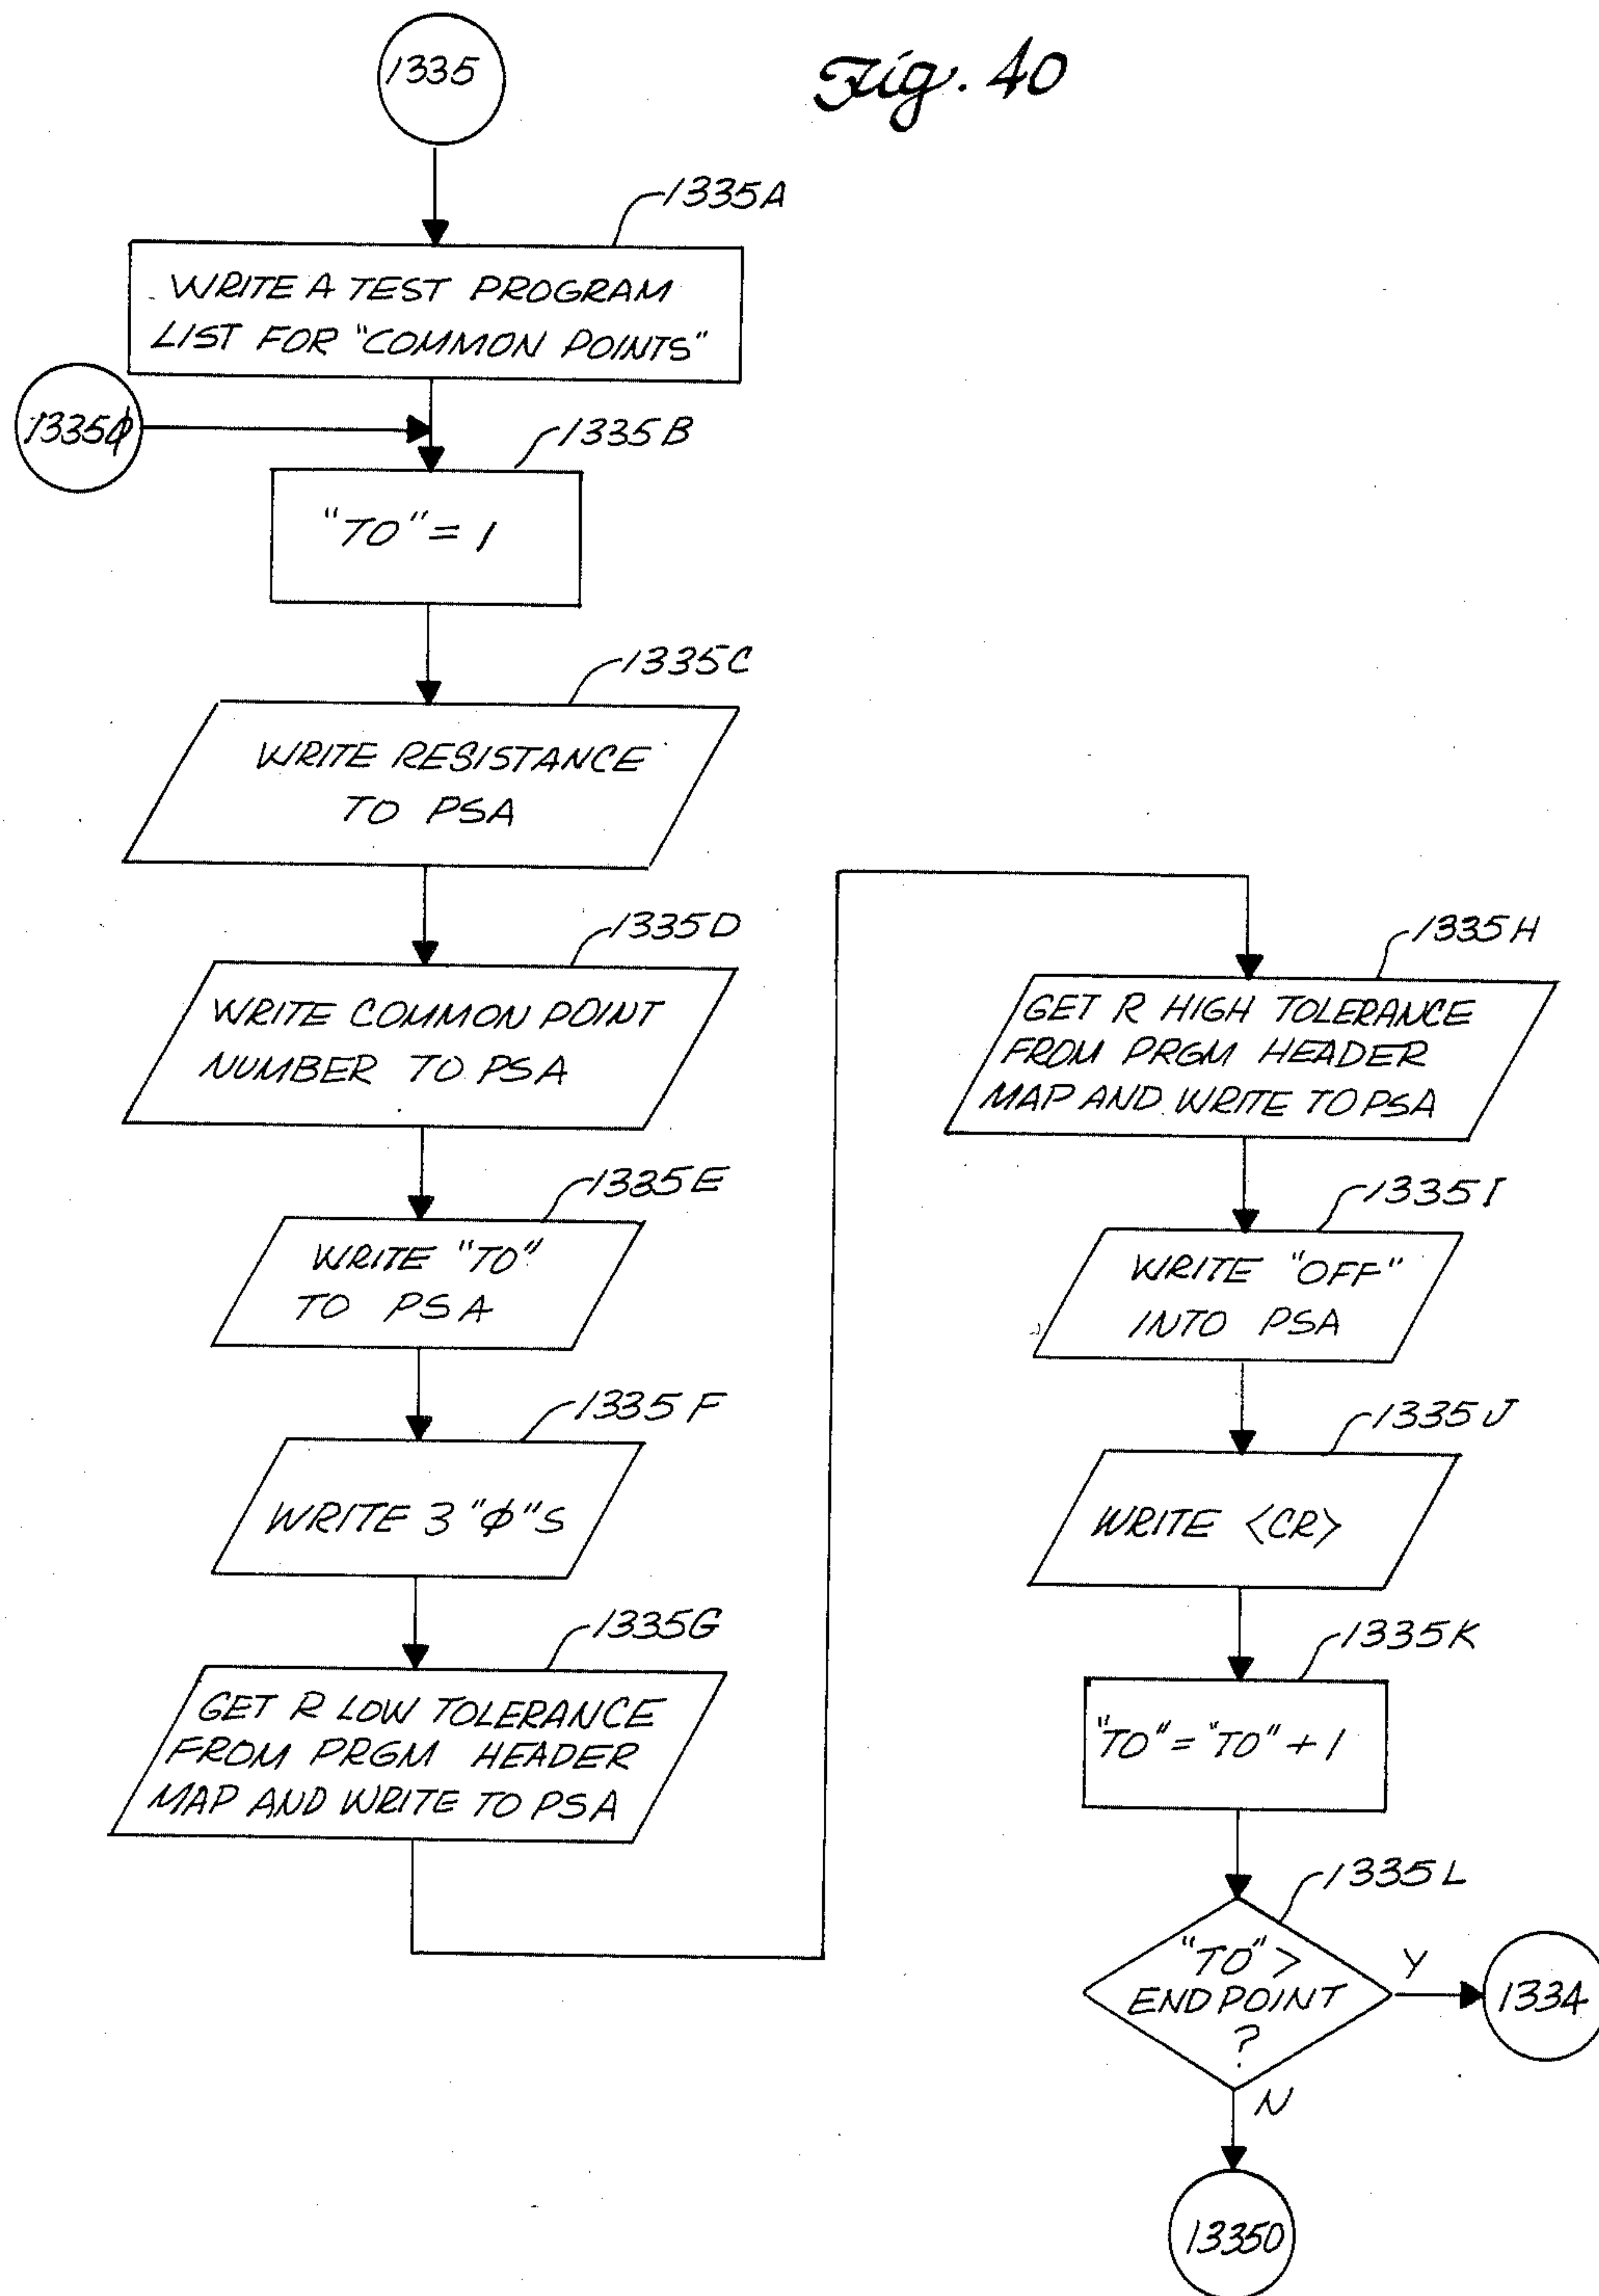 Fig. 40
1335
1335A
WRITE A TEST PROGRAM
LIST FOR "COMMON POINTS"
1335φ
1335B
"TO" = 1
1335C
WRITE RESISTANCE
TO PSA
1335D
WRITE COMMON POINT
NUMBER TO PSA
1335E
WRITE "TO"
TO PSA
1335F
WRITE 3 "φ"S
1335G
GET R LOW TOLERANCE
FROM PRGM HEADER
MAP AND WRITE TO PSA
1335H
GET R HIGH TOLERANCE
FROM PRGM HEADER
MAP AND WRITE TO PSA
1335I
WRITE "OFF"
INTO PSA
1335J
WRITE <CR>
1335K
"TO" = "TO" + 1
1335L
"TO" >
END POINT
?
Y
1334
N
13350